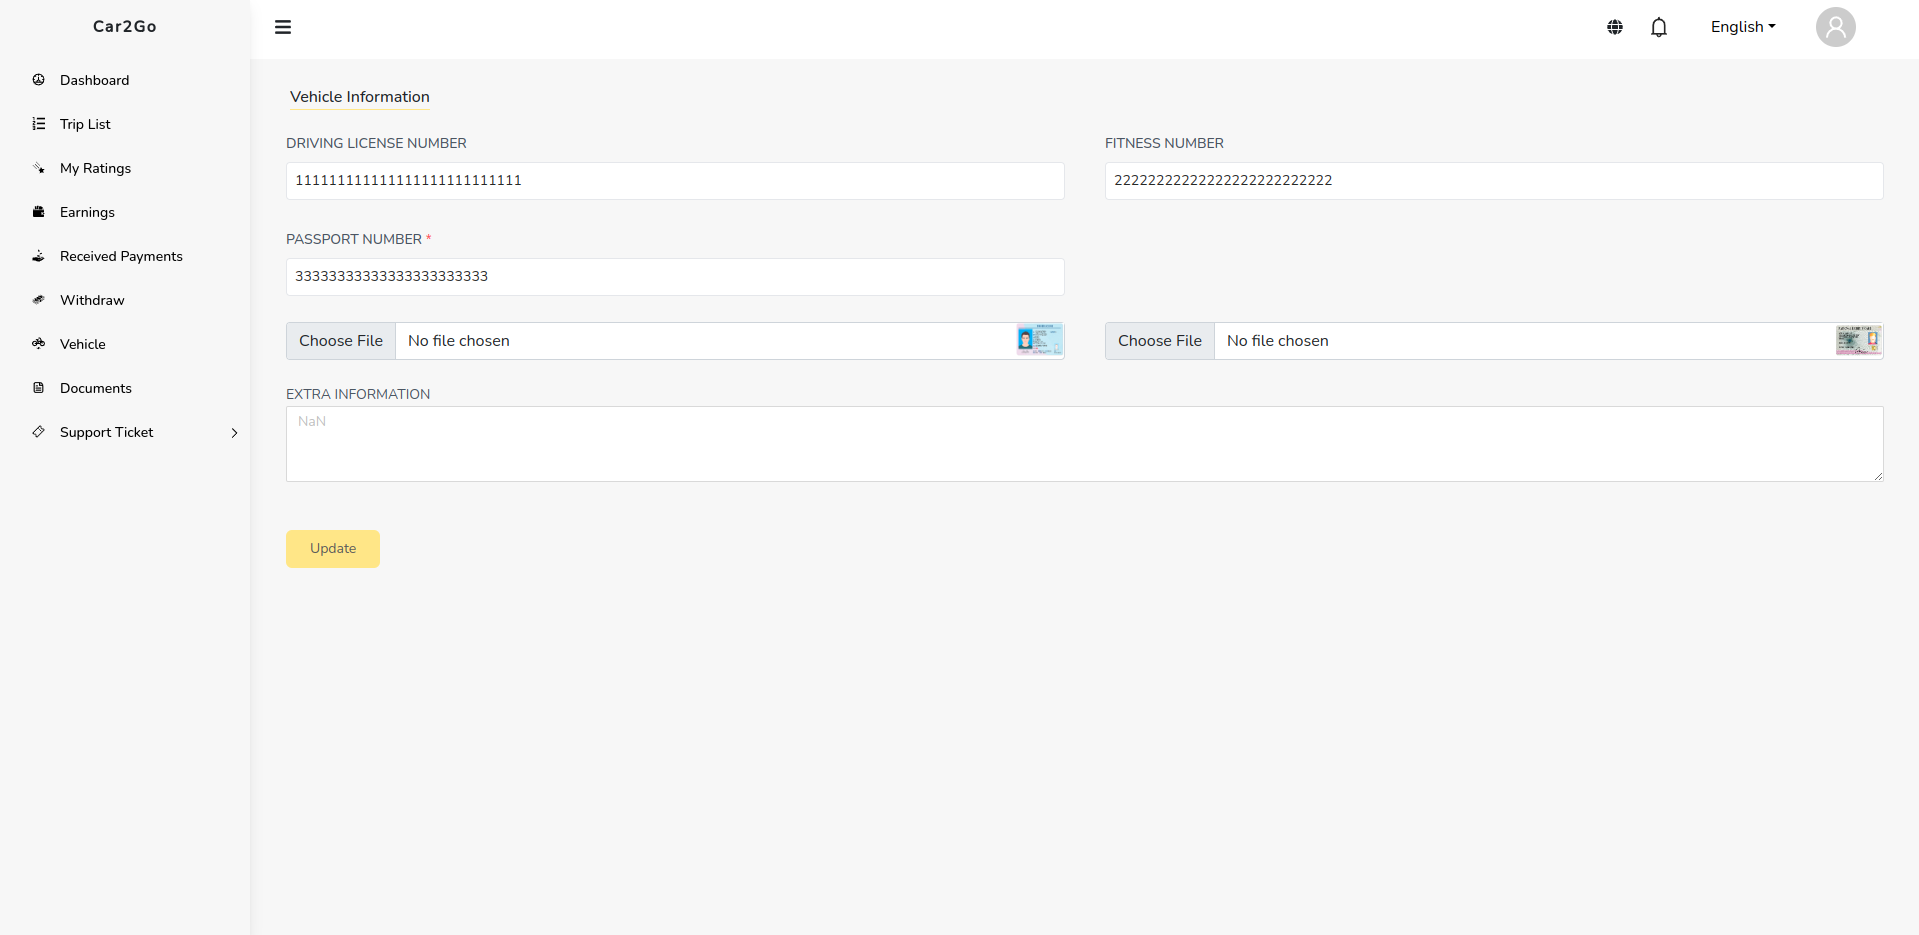 Car2Go
English
Dashboard
Trip List
My Ratings
Earnings
Received Payments
Withdraw
Vehicle
Documents
Support Ticket
Vehicle Information
DRIVING LICENSE NUMBER
111111111111111111111111111
FITNESS NUMBER
22222222222222222222222222
PASSPORT NUMBER *
33333333333333333333333
Choose File No file chosen
Choose File No file chosen
EXTRA INFORMATION
NaN
Update